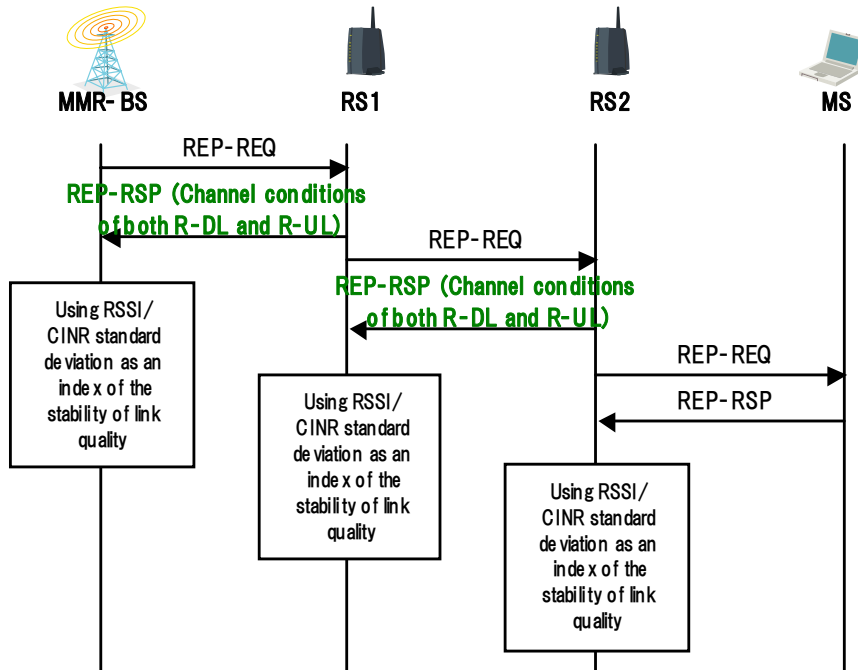 MMR-BS
RS1
RS2
MS
REP-REQ
REP-RSP (Channel conditions
of both R-DL and R-UL)
REP-REQ
REP-RSP (Channel conditions
of both R-DL and R-UL)
Using RSSI/
CINR standard
deviation as an
index of the
stability of link
quality
REP-REQ
REP-RSP
Using RSSI/
CINR standard
deviation as an
index of the
stability of link
quality
Using RSSI/
CINR standard
deviation as an
index of the
stability of link
quality